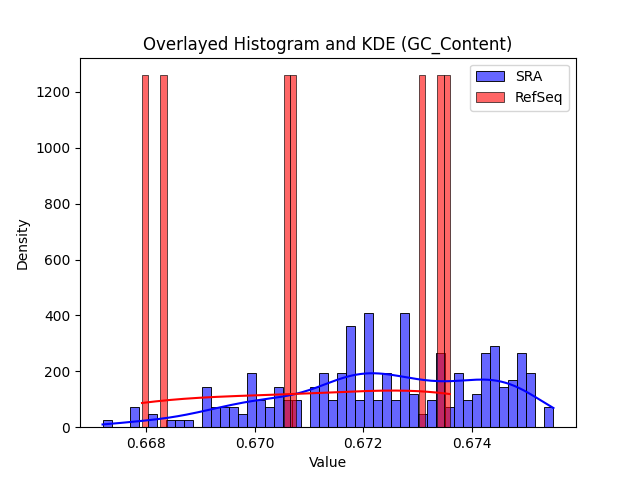 Overlayed Histogram and KDE (GC_Content)
SRA
RefSeq
Density
1200
1000
800
600
400
200
0
0.668 0.670 0.672 0.674
Value